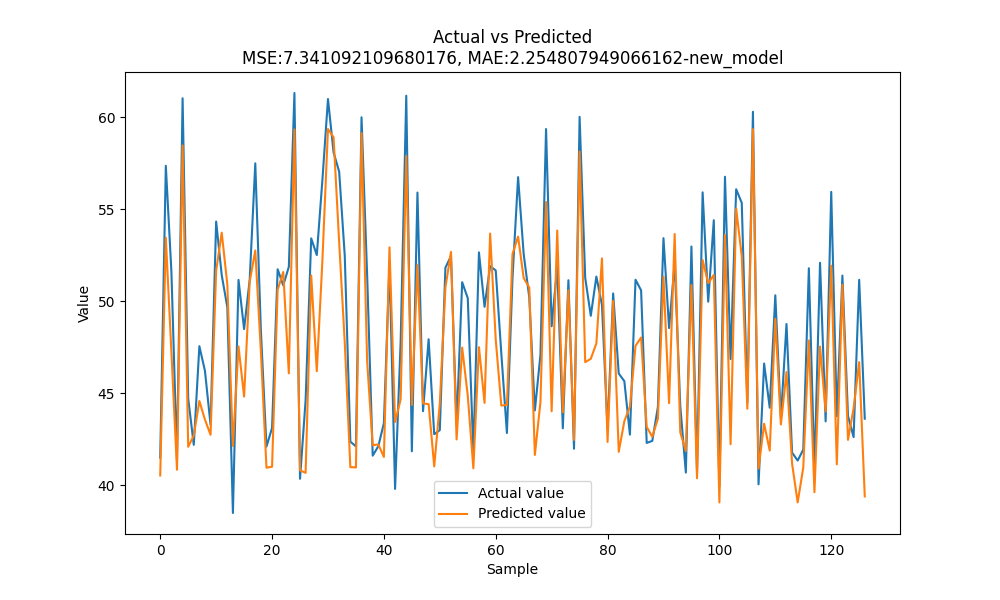 Actual vs Predicted
MSE:7.341092109680176, MAE:2.254807949066162-new_model
Value
60
55
50
45
40
Actual value
Predicted value
0 20 40 60 80 100 120
Sample